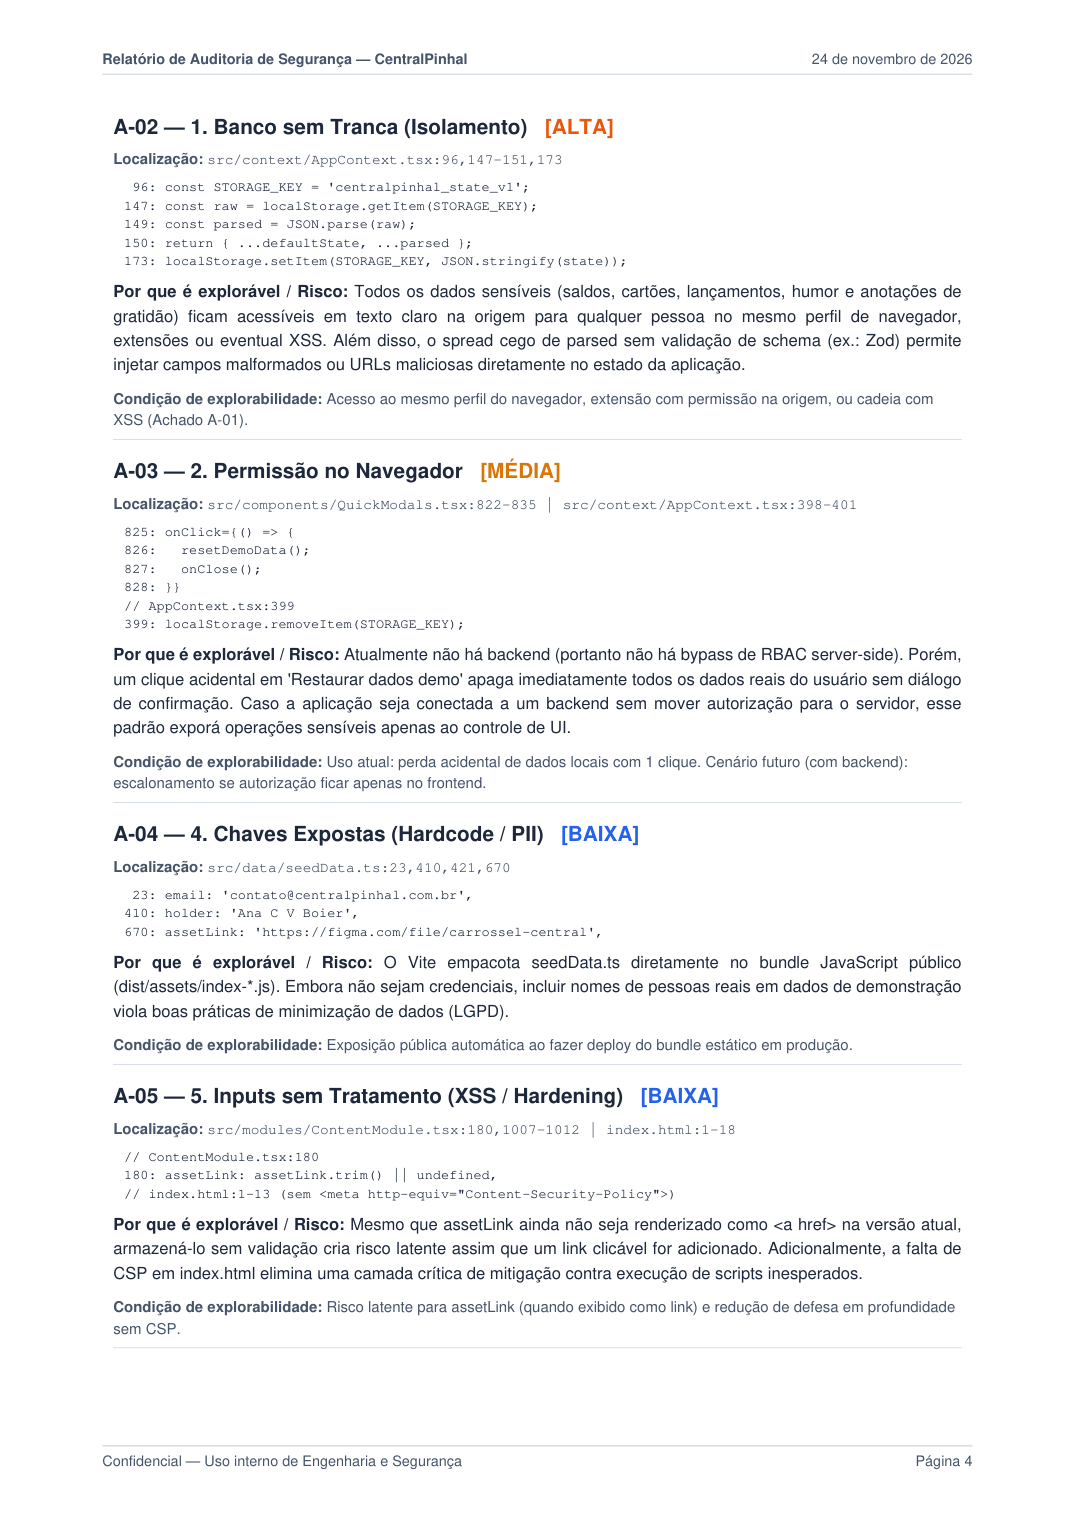 Relatório de Auditoria de Segurança — CentralPinhal
24 de novembro de 2026
A-02 — 1. Banco sem Tranca (Isolamento) [ALTA]
Localização: src/context/AppContext.tsx:96,147-151,173
96: const STORAGE_KEY = 'centralpinhal_state_v1';
147: const raw = localStorage.getItem(STORAGE_KEY);
149: const parsed = JSON.parse(raw);
150: return { ...defaultState, ...parsed };
173: localStorage.setItem(STORAGE_KEY, JSON.stringify(state));
Por que é explorável / Risco: Todos os dados sensíveis (saldos, cartões, lançamentos, humor e anotações de
gratidão) ficam acessíveis em texto claro na origem para qualquer pessoa no mesmo perfil de navegador,
extensões ou eventual XSS. Além disso, o spread cego de parsed sem validação de schema (ex.: Zod) permite
injetar campos malformados ou URLs maliciosas diretamente no estado da aplicação.
Condição de explorabilidade: Acesso ao mesmo perfil do navegador, extensão com permissão na origem, ou cadeia com
XSS (Achado A-01).
A-03 — 2. Permissão no Navegador [MÉDIA]
Localização: src/components/QuickModals.tsx:822-835 | src/context/AppContext.tsx:398-401
825: onClick={() => {
826:   resetDemoData();
827:   onClose();
828: }}
// AppContext.tsx:399
399: localStorage.removeItem(STORAGE_KEY);
Por que é explorável / Risco: Atualmente não há backend (portanto não há bypass de RBAC server-side). Porém,
um clique acidental em 'Restaurar dados demo' apaga imediatamente todos os dados reais do usuário sem diálogo
de confirmação. Caso a aplicação seja conectada a um backend sem mover autorização para o servidor, esse
padrão exporá operações sensíveis apenas ao controle de UI.
Condição de explorabilidade: Uso atual: perda acidental de dados locais com 1 clique. Cenário futuro (com backend):
escalonamento se autorização ficar apenas no frontend.
A-04 — 4. Chaves Expostas (Hardcode / PII) [BAIXA]
Localização: src/data/seedData.ts:23,410,421,670
23: email: 'contato@centralpinhal.com.br',
410: holder: 'Ana C V Boier',
670: assetLink: 'https://figma.com/file/carrossel-central',
Por que é explorável / Risco: O Vite empacota seedData.ts diretamente no bundle JavaScript público
(dist/assets/index-*.js). Embora não sejam credenciais, incluir nomes de pessoas reais em dados de demonstração
viola boas práticas de minimização de dados (LGPD).
Condição de explorabilidade: Exposição pública automática ao fazer deploy do bundle estático em produção.
A-05 — 5. Inputs sem Tratamento (XSS / Hardening) [BAIXA]
Localização: src/modules/ContentModule.tsx:180,1007-1012 | index.html:1-18
// ContentModule.tsx:180
180: assetLink: assetLink.trim() || undefined,
// index.html:1-13 (sem <meta http-equiv="Content-Security-Policy">)
Por que é explorável / Risco: Mesmo que assetLink ainda não seja renderizado como <a href> na versão atual,
armazená-lo sem validação cria risco latente assim que um link clicável for adicionado. Adicionalmente, a falta de
CSP em index.html elimina uma camada crítica de mitigação contra execução de scripts inesperados.
Condição de explorabilidade: Risco latente para assetLink (quando exibido como link) e redução de defesa em profundidade
sem CSP.
Confidencial — Uso interno de Engenharia e Segurança
Página 4